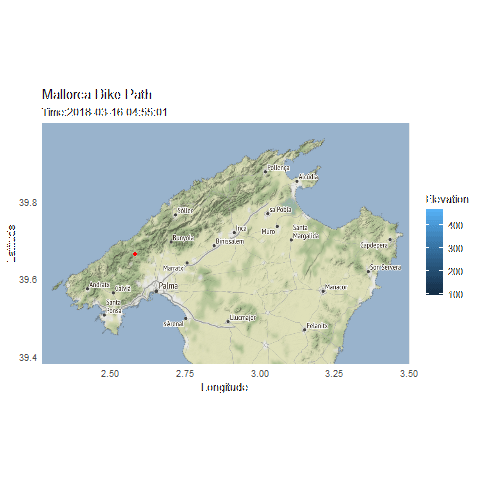 Mallorca Bike Path
Time:2018-03-16 04:55:01
Latitude
39.8
39.6
39.4
Pollença
Alcúdia
sa Pobla
Sóller
Inca
Muro
Santa
Margalida
Bunyola
Binissalem
Capdepera
Marratxí
Son Servera
Andratx
Calvià
Palma
Manacor
Santa
Ponsa
s'Arenal
Llucmajor
Felanitx
2.50
2.75
3.00
3.25
3.50
Longitude
Elevation
400
300
200
100